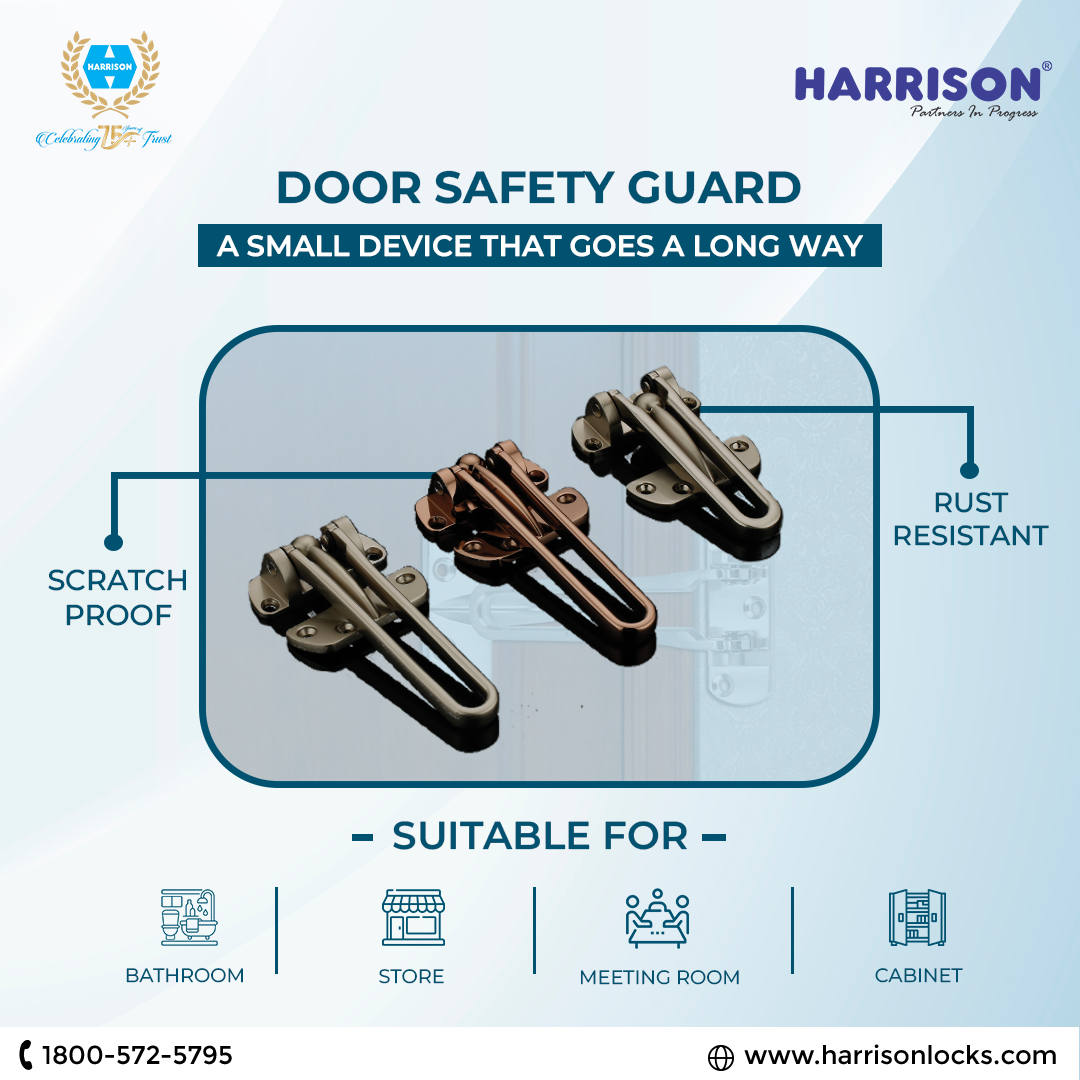 HARRISON
Celebrating 75 Years of Trust
HARRISON®
Partners In Progress
DOOR SAFETY GUARD
A SMALL DEVICE THAT GOES A LONG WAY
RUST
RESISTANT
SCRATCH
PROOF
- SUITABLE FOR -
BATHROOM
STORE
MEETING ROOM
CABINET
1800-572-5795
www.harrisonlocks.com